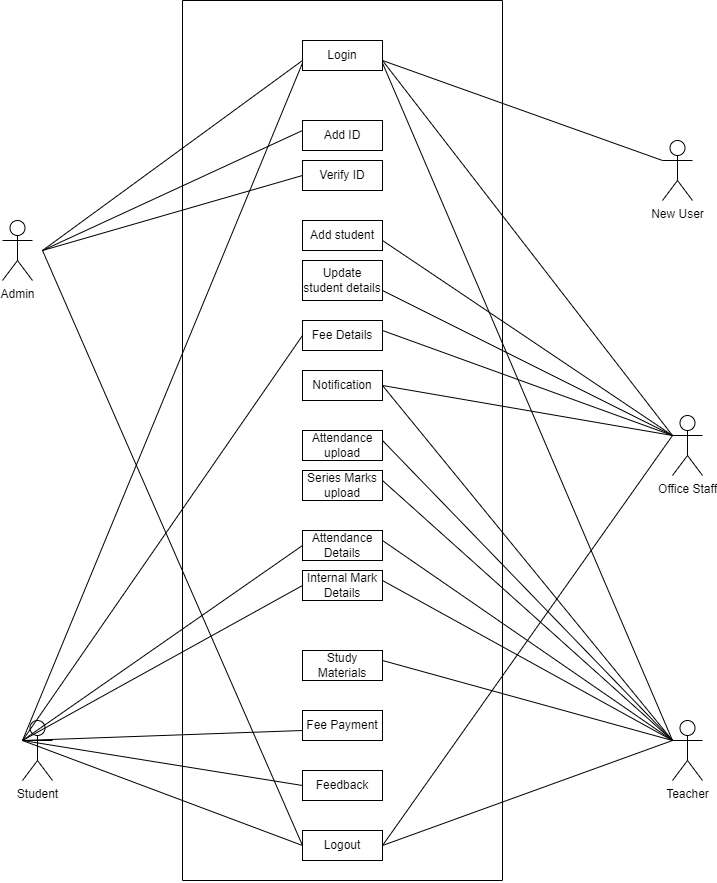 Login
Add ID
Verify ID
New User
Add student
Admin
Update
student details
Fee Details
Notification
Attendance
upload
Series Marks
upload
Office Staff
Attendance
Details
Internal Mark
Details
Study
Materials
Fee Payment
Feedback
Student
Teacher
Logout